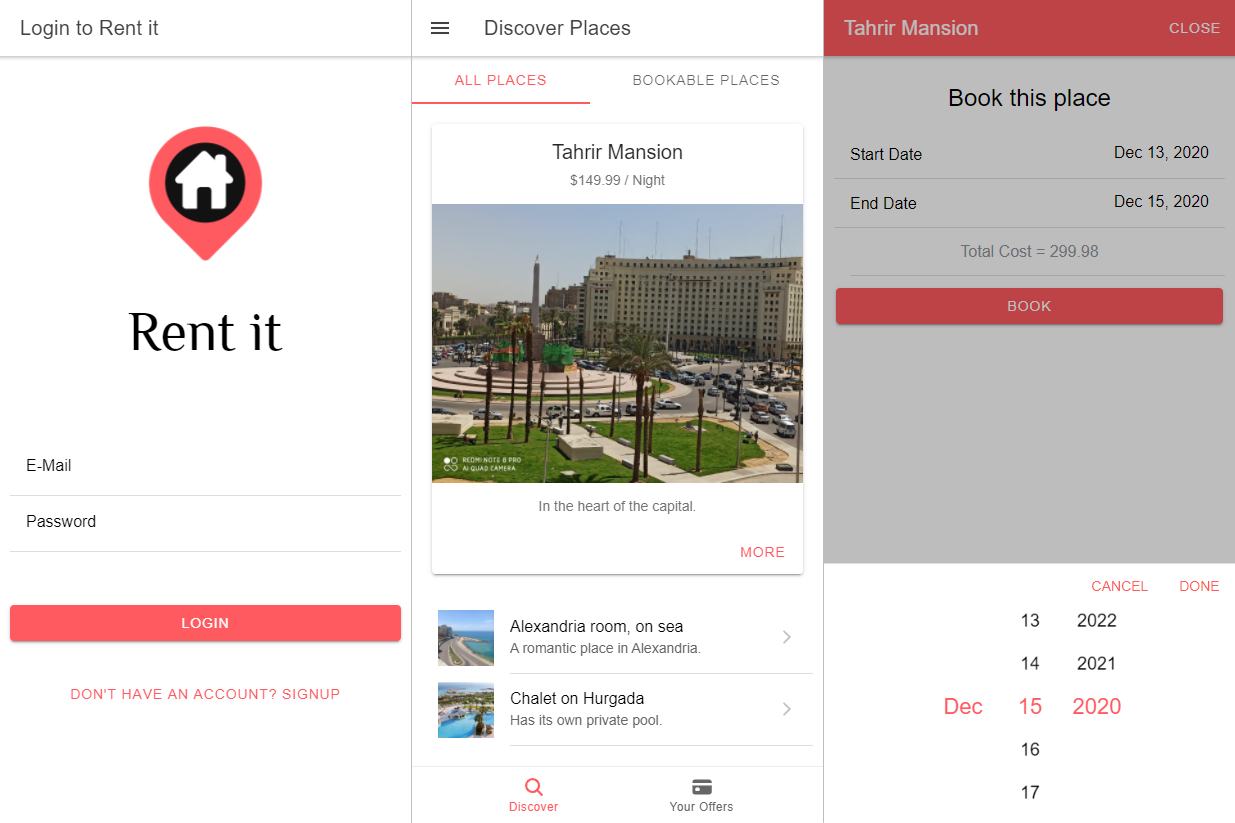 Login to Rent it
Rent it
E-Mail
Password
LOGIN
DON'T HAVE AN ACCOUNT? SIGNUP
Discover Places
ALL PLACES
BOOKABLE PLACES
Tahrir Mansion
$149.99 / Night
REDMI NOTE 8 PRO
AI QUAD CAMERA
In the heart of the capital.
MORE
Alexandria room, on sea
A romantic place in Alexandria.
Chalet on Hurgada
Has its own private pool.
Discover
Your Offers
Tahrir Mansion
CLOSE
Book this place
Start Date
Dec 13, 2020
End Date
Dec 15, 2020
Total Cost = 299.98
BOOK
CANCEL
DONE
13 2022
14 2021
Dec 15 2020
16
17